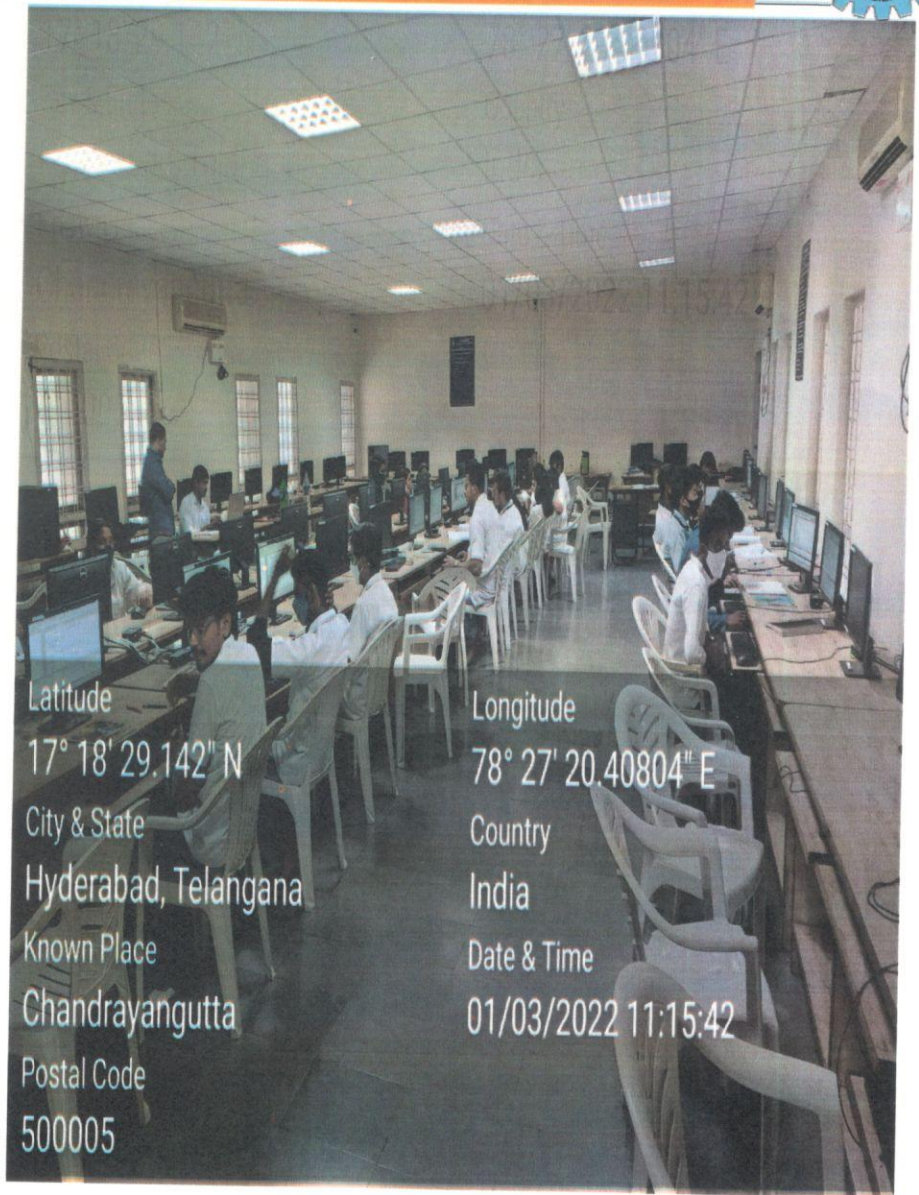 Latitude
17° 18' 29.142" N
City & State
Hyderabad, Telangana
Known Place
Chandrayangutta
Postal Code
500005
Longitude
78° 27' 20.40804" E
Country
India
Date & Time
01/03/2022 11:15:42